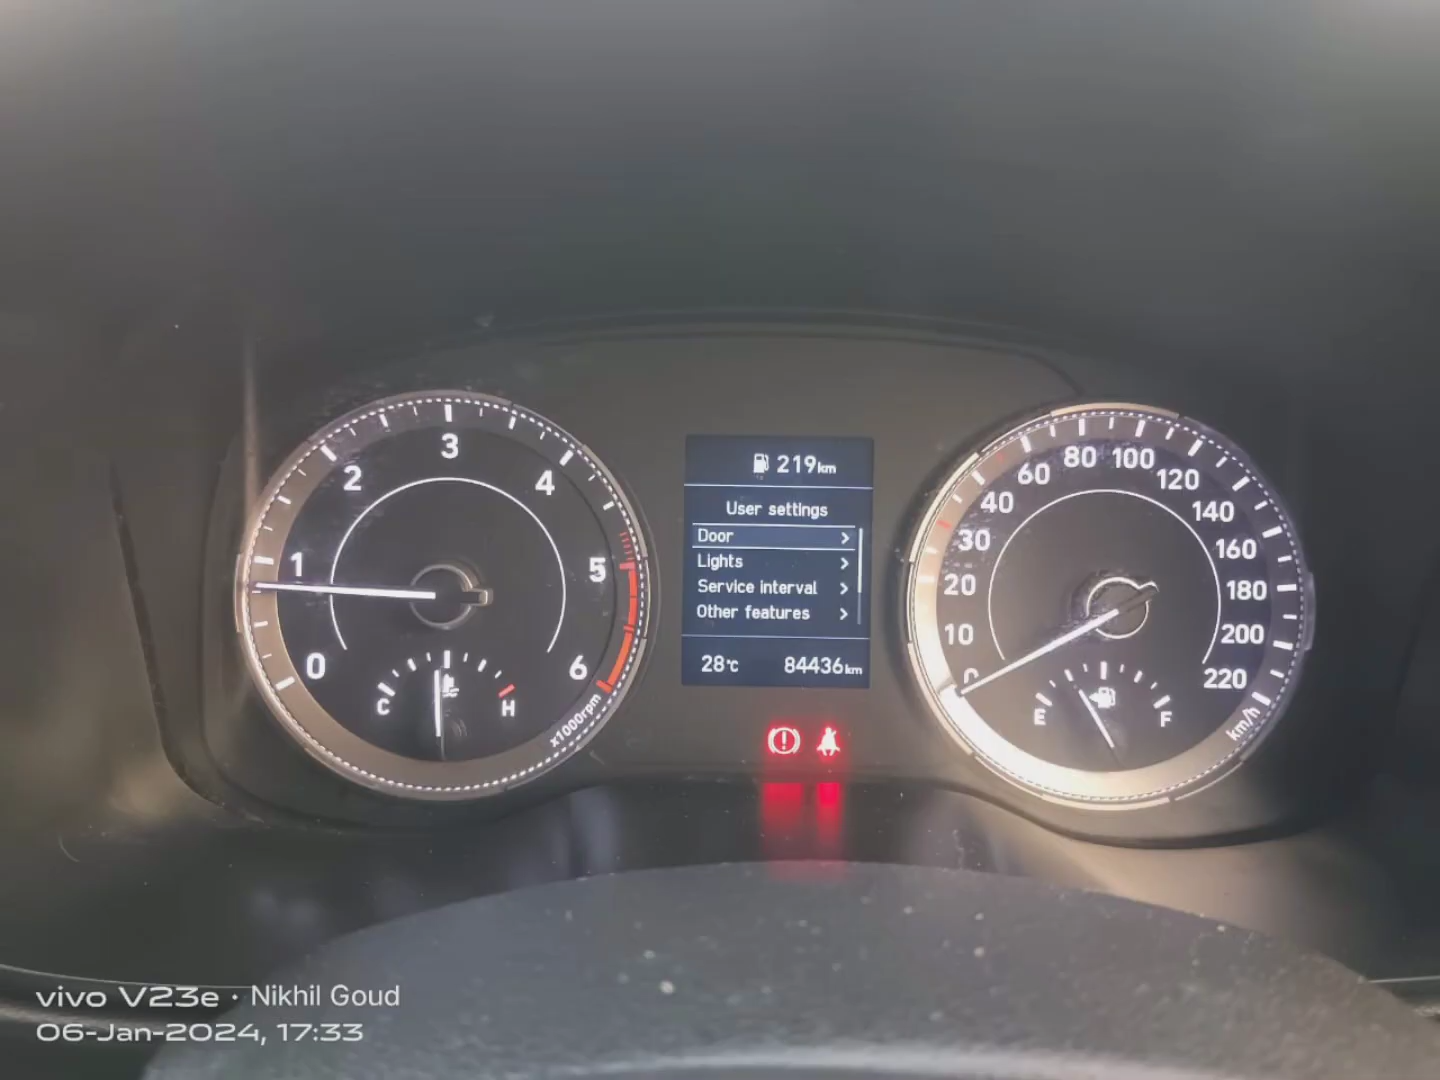 0
1
2
3
4
5
6
x1000rpm
C
H
219km
User settings
Door
Lights
Service interval
Other features
28°C 84436km
0
10
20
30
40
60
80
100
120
140
160
180
200
220
km/h
E
F
vivo V23e · Nikhil Goud
06-Jan-2024, 17:33